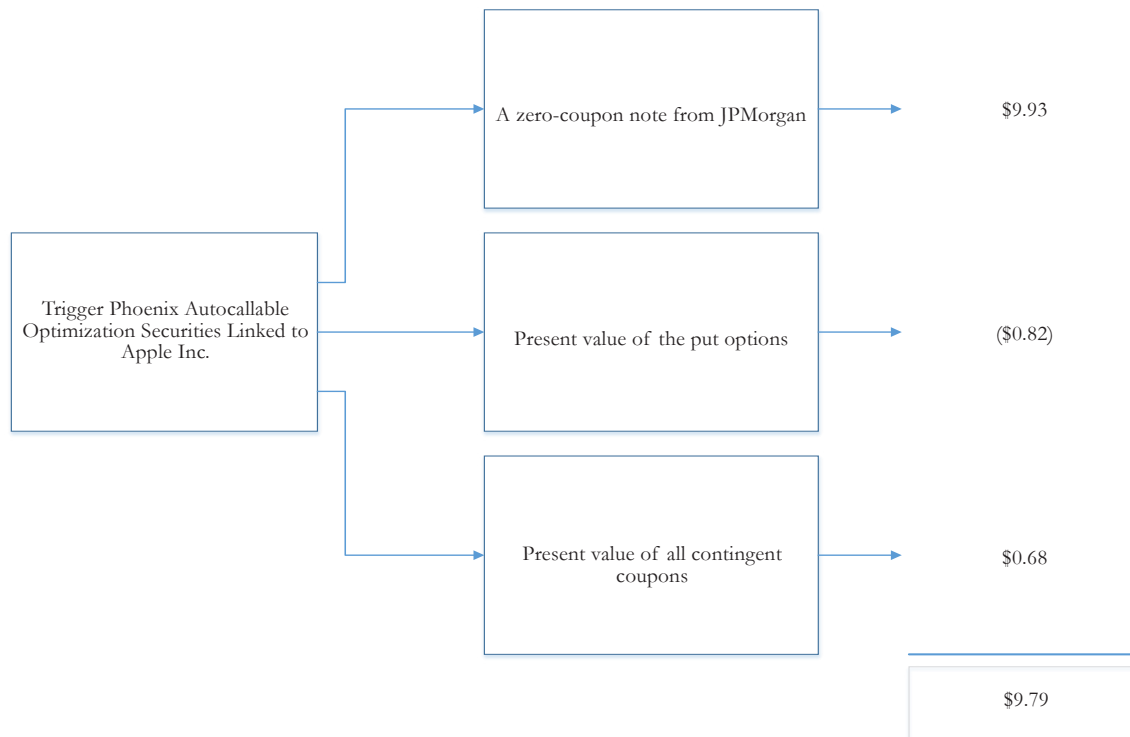 A zero-coupon note from JPMorgan
$9.93
Trigger Phoenix Autocallable
Optimization Securities Linked to
Apple Inc.
Present value of the put options
($0.82)
Present value of all contingent
coupons
$0.68
$9.79